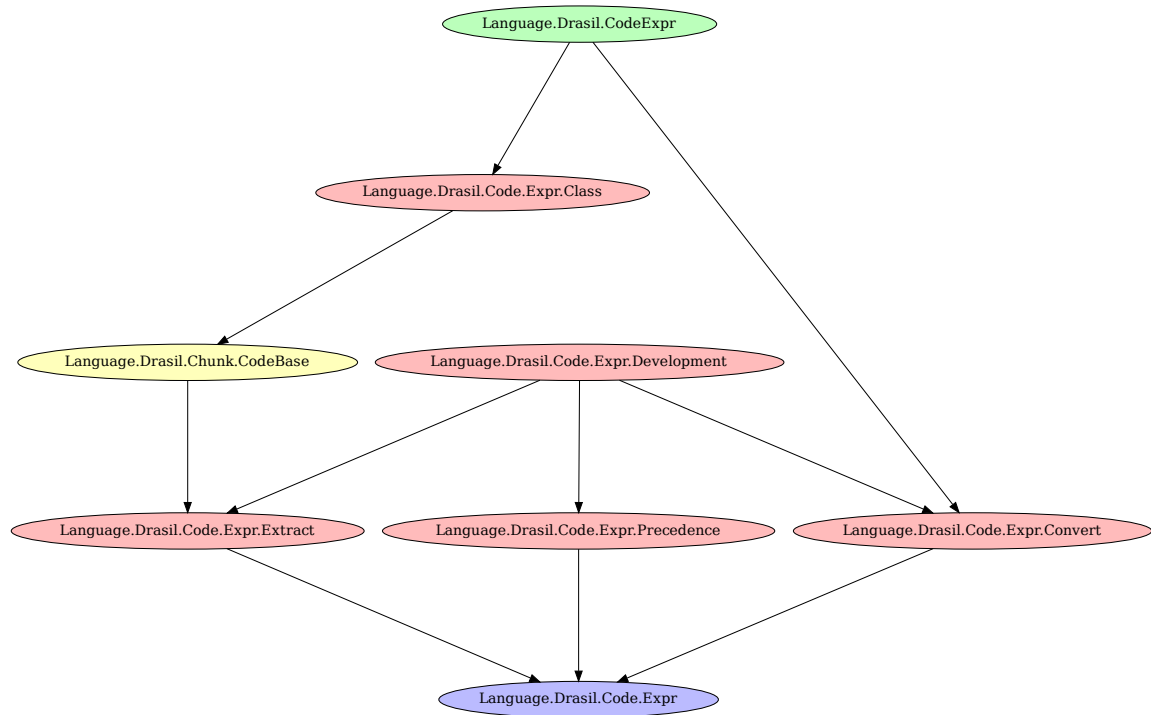 Language.Drasil.CodeExpr
Language.Drasil.Code.Expr.Class
Language.Drasil.Chunk.CodeBase
Language.Drasil.Code.Expr.Development
Language.Drasil.Code.Expr.Extract
Language.Drasil.Code.Expr.Precedence
Language.Drasil.Code.Expr.Convert
Language.Drasil.Code.Expr